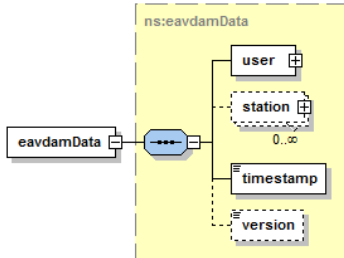 ns:eavdamData
user
station
0..∞
eavdamData
timestamp
version